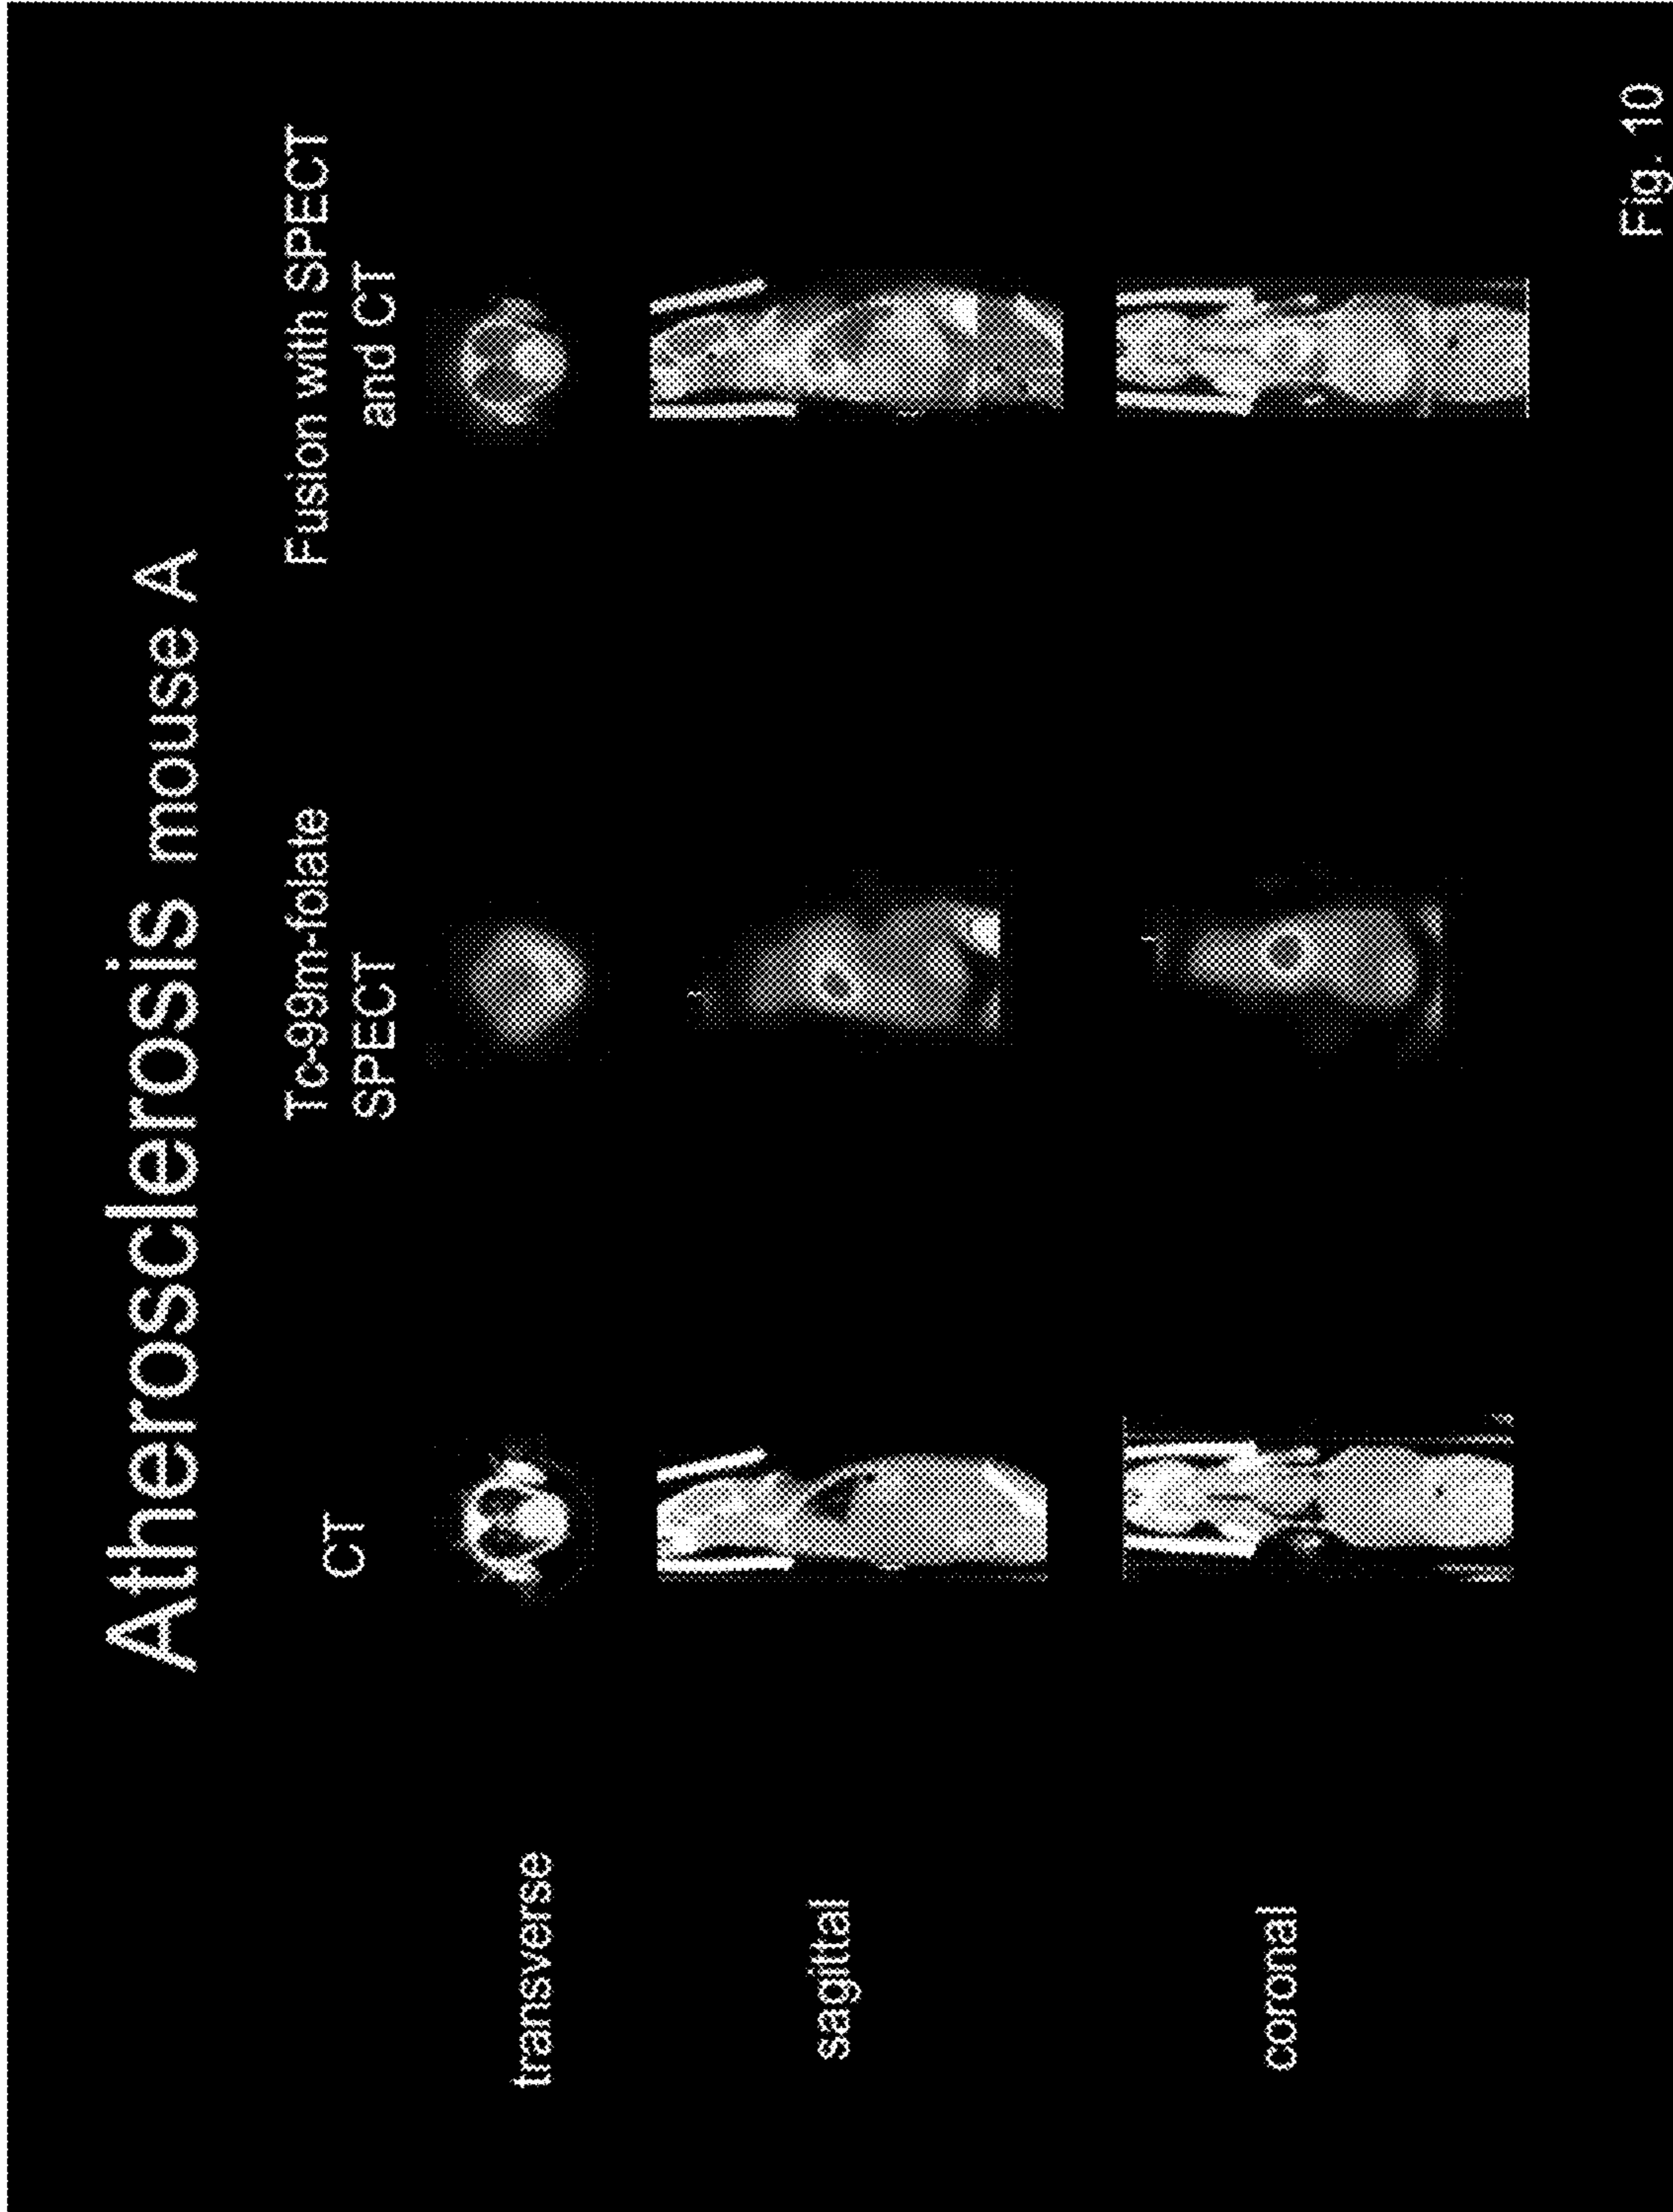 Atherosclerosis mouse A
CT
Tc-99m-folate
SPECT
Fusion with SPECT
and CT
transverse
sagittal
coronal
Fig. 10